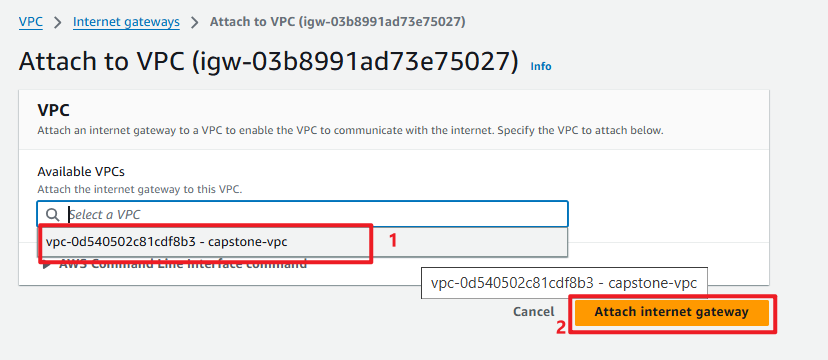 VPC > Internet gateways > Attach to VPC (igw-03b8991ad73e75027)
Attach to VPC (igw-03b8991ad73e75027) Info
VPC
Attach an internet gateway to a VPC to enable the VPC to communicate with the internet. Specify the VPC to attach below.
Available VPCs
Attach the internet gateway to this VPC.
Select a VPC
vpc-0d540502c81cdf8b3 - capstone-vpc
1
AWS Command Line Interface command
vpc-0d540502c81cdf8b3 - capstone-vpc
Cancel
2
Attach internet gateway